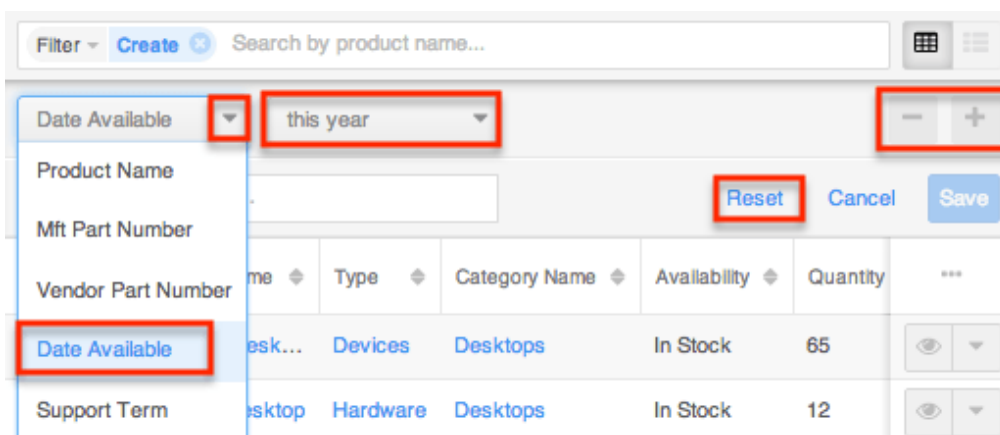 Filter Create Search by product name...
Date Available this year
Product Name
Reset Cancel Save
Mft Part Number
Type Category Name Availability Quantity
Vendor Part Number
Date Available Devices Desktops In Stock 65
Support Term Hardware Desktops In Stock 12